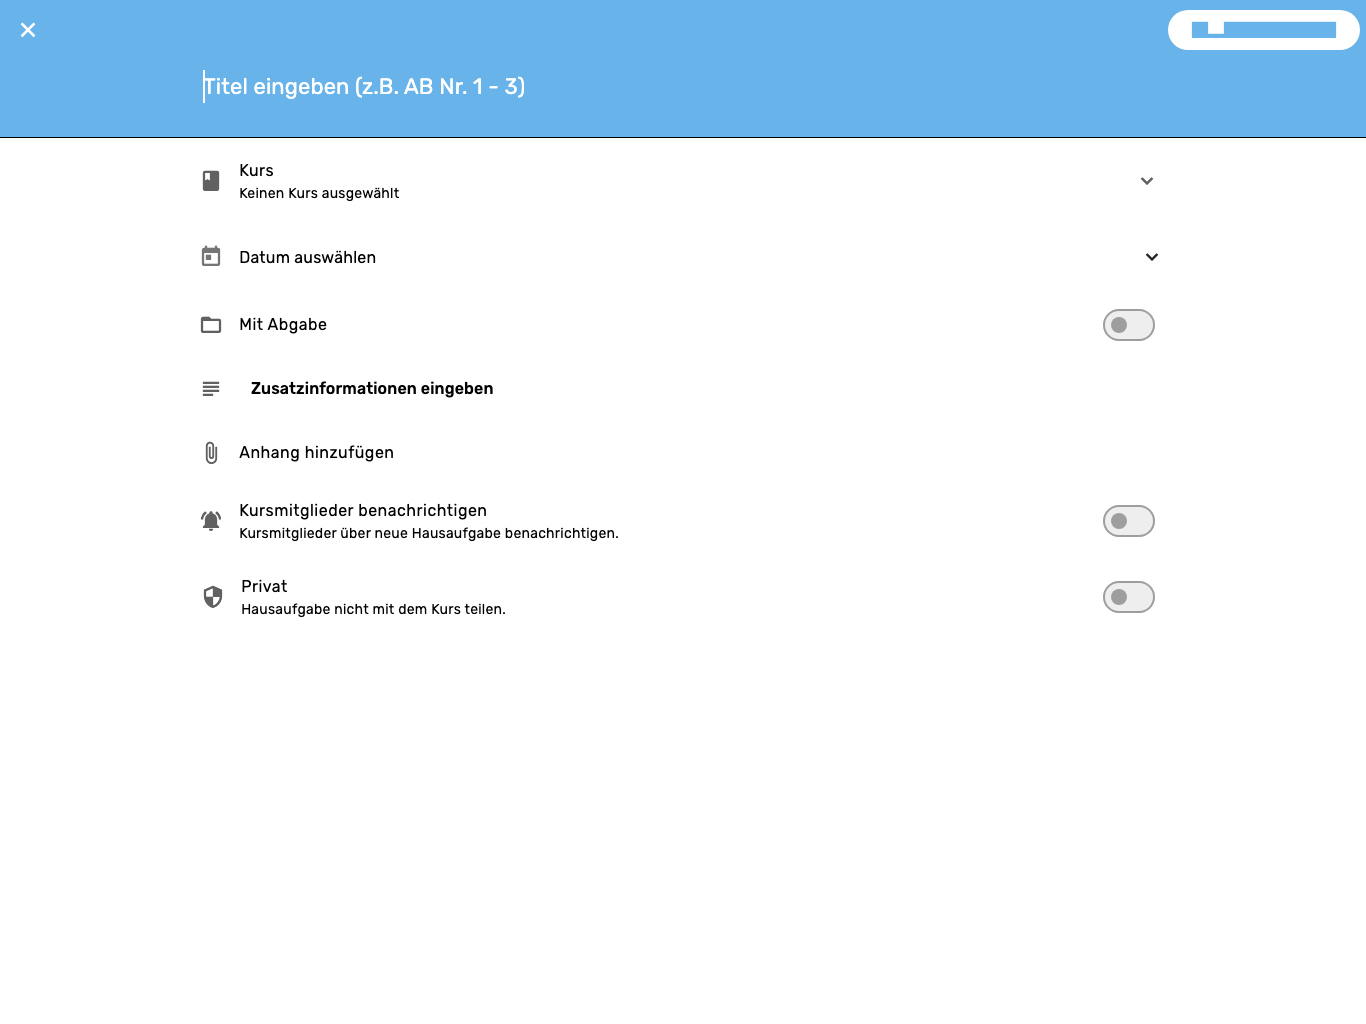 Titel eingeben (z.B. AB Nr. 1 - 3)
Kurs
Keinen Kurs ausgewählt
Datum auswählen
Mit Abgabe
Zusatzinformationen eingeben
Anhang hinzufügen
Kursmitglieder benachrichtigen
Kursmitglieder über neue Hausaufgabe benachrichtigen.
Privat
Hausaufgabe nicht mit dem Kurs teilen.